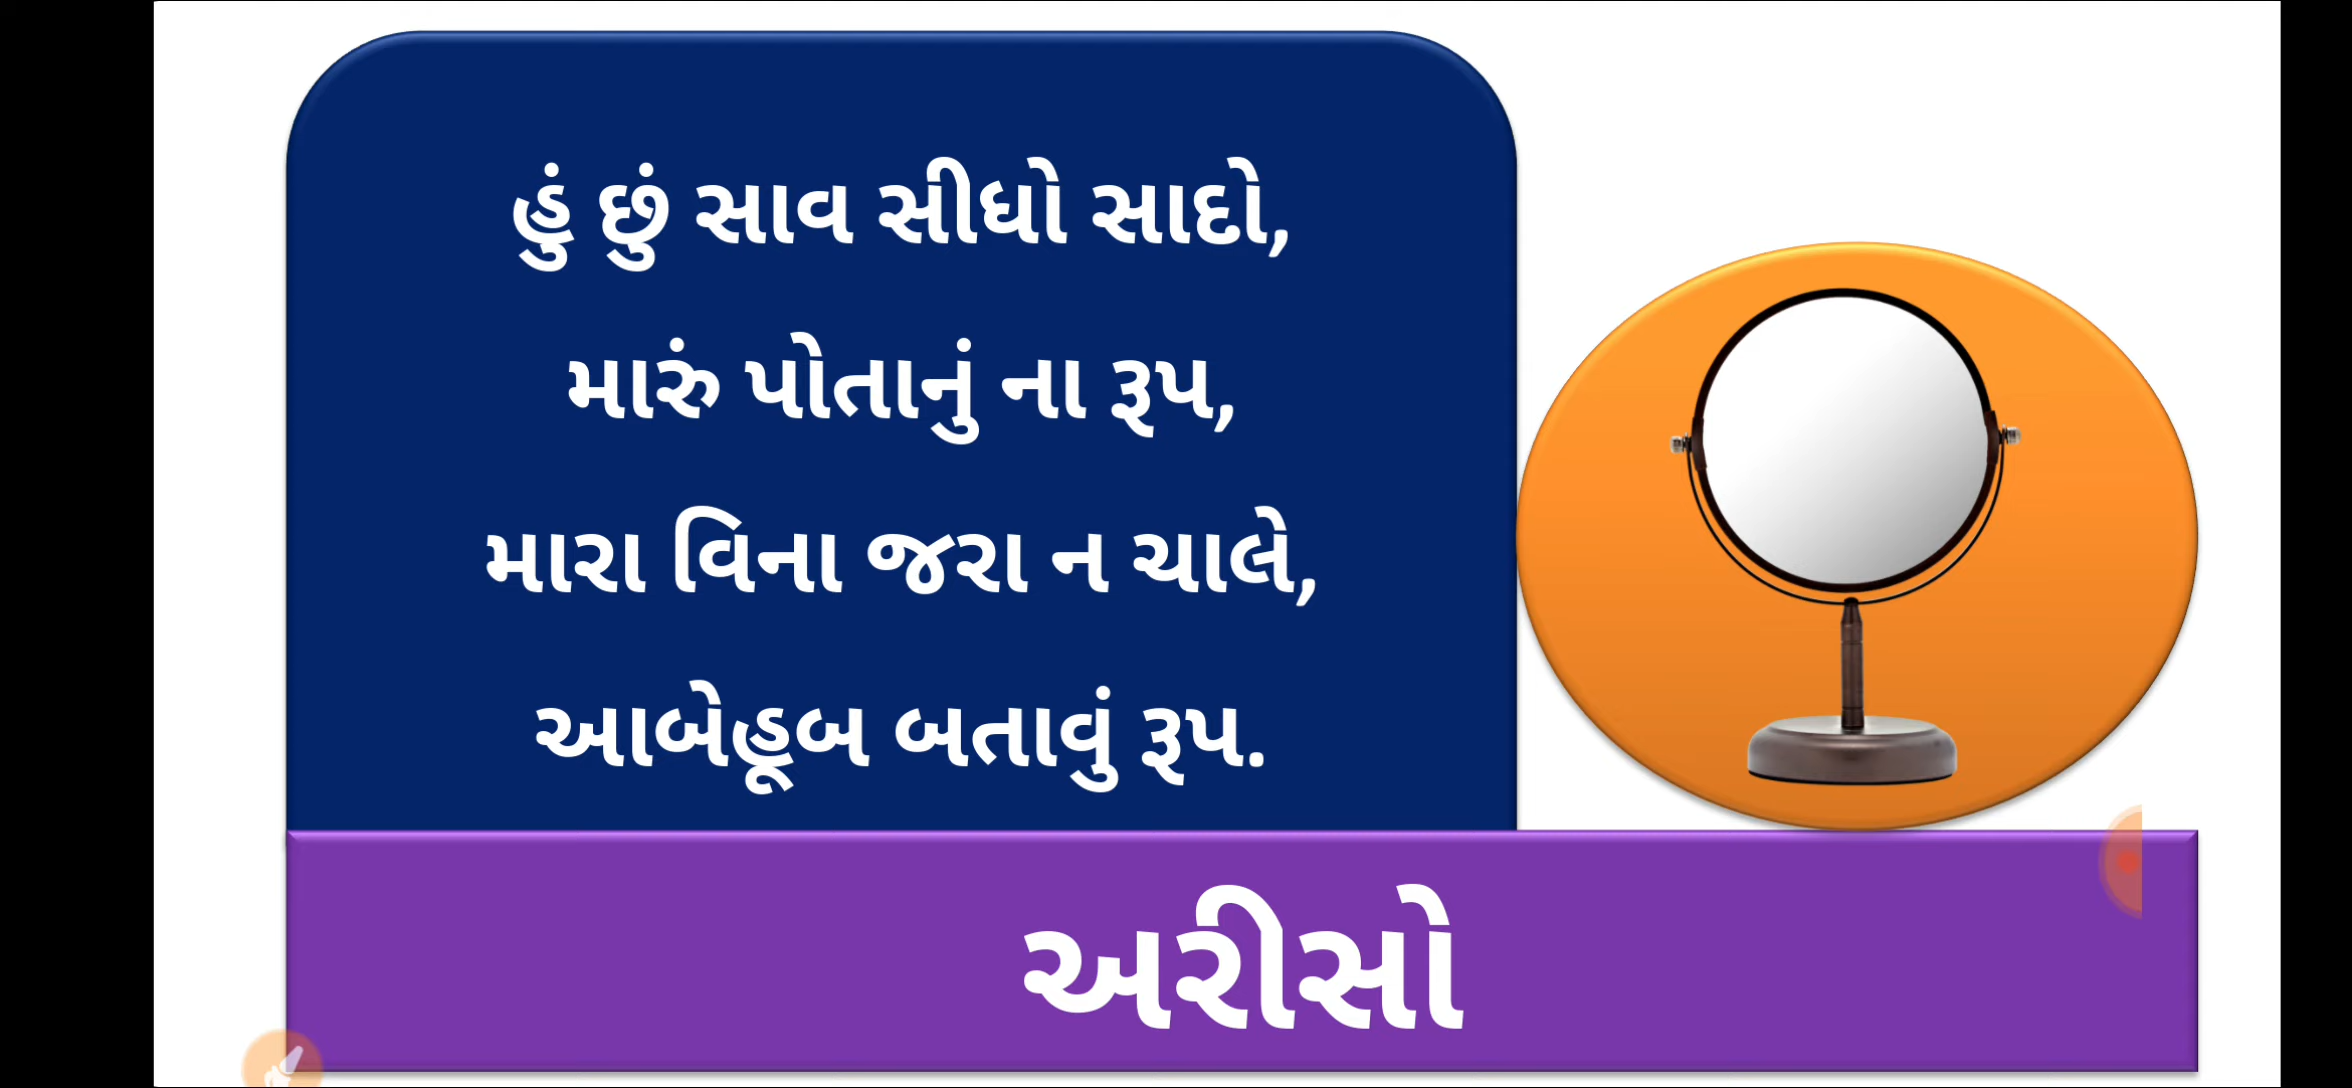 હું છું સાવ સીધો સાદો,
મારું પોતાનું ના રૂપ,
મારા વિના જરા ન ચાલે,
આબેહૂબ બતાવું રૂપ.
અરીસો